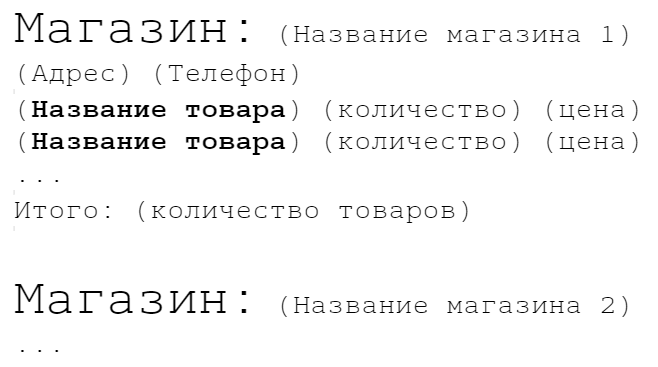 Магазин: (Название магазина 1)
(Адрес) (Телефон)
(Название товара) (количество) (цена)
(Название товара) (количество) (цена)
...
Итого: (количество товаров)
Магазин: (Название магазина 2)
...